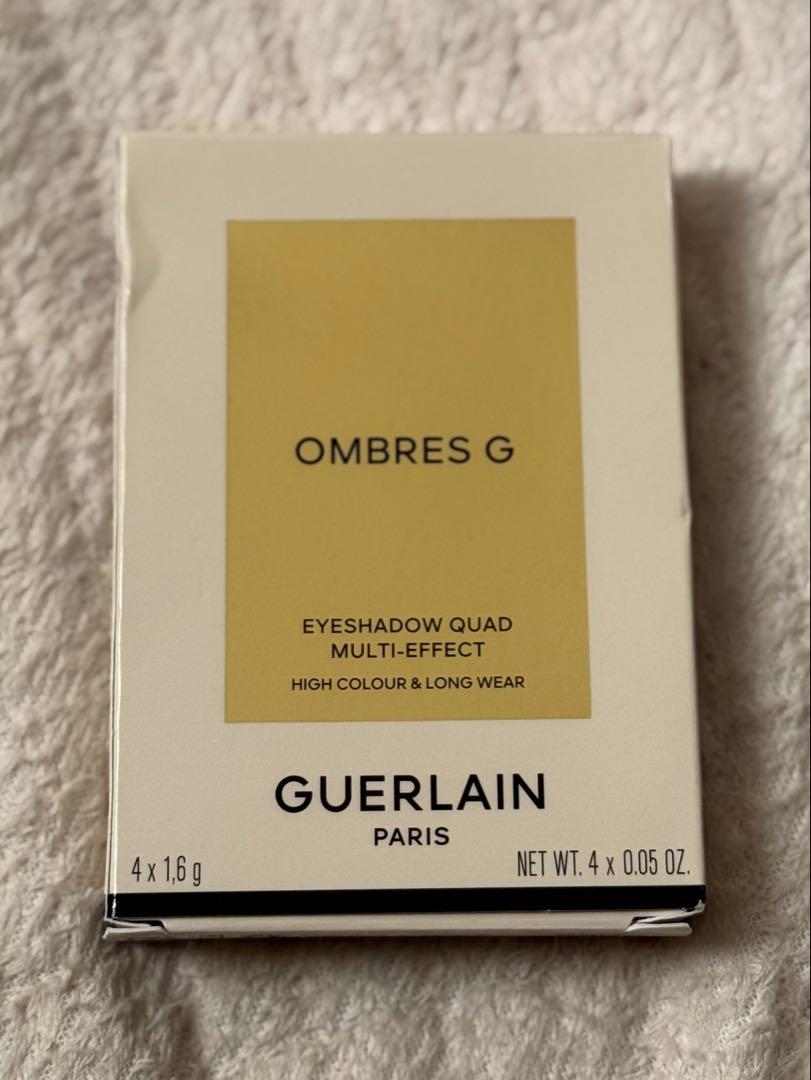 OMBRES G
EYESHADOW QUAD
MULTI-EFFECT
HIGH COLOUR & LONG WEAR
GUERLAIN
PARIS
4 x 1,6 g
NET WT. 4 x 0.05 OZ.